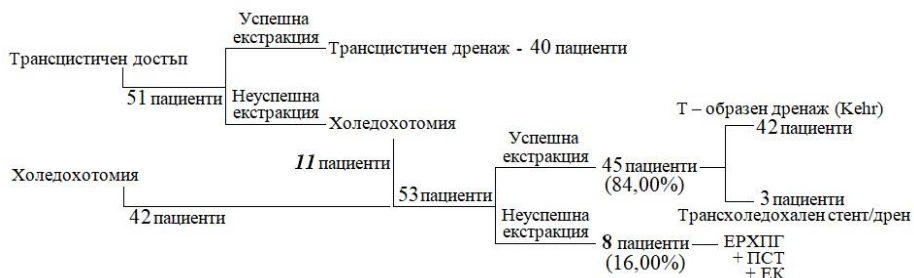 Успешна
екстракция
Трансцистичен достъп
Трансцистичен дренаж - 40 пациенти
51 пациенти
Неуспешна
екстракция
Холедохотомия
11 пациенти
Холедохотомия
42 пациенти
53 пациенти
Успешна
екстракция
45 пациенти
(84,00%)
Т – образен дренаж (Kehr)
42 пациенти
3 пациенти
Трансхоледохален стент/дрен
Неуспешна
екстракция
8 пациенти
(16,00%)
ЕРХПГ
+ ПСТ
+ ЕК